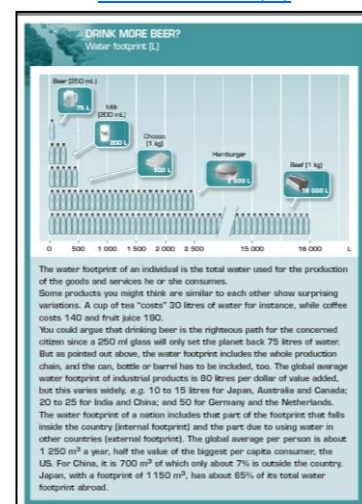 DRINK MORE BEER?
Water footprint [L]
Beer (250 mL)
75 L
Milk
(200 mL)
200 L
Cheese
(1 kg)
500 L
Hamburger
Beef (1 kg)
0 500 1 000 1 500 2 000 2 500 15 000 16 000 L
The water footprint of an individual is the total water used for the production
of the goods and services he or she consumes.
Some products you might think are similar to each other show surprising
variations. A cup of tea "costs" 30 litres of water for instance, while coffee
costs 140 and fruit juice 190.
You could argue that drinking beer is the righteous path for the concerned
citizen since a 250 ml glass will only set the planet back 75 litres of water.
But as pointed out above, the water footprint includes the whole production
chain, and the can, bottle or barrel has to be included, too. The global average
water footprint of industrial products is 80 litres per dollar of value added,
but this varies widely, e.g. 10 to 15 litres for Japan, Australia and Canada;
20 to 25 for India and China; and 50 for Germany and the Netherlands.
The water footprint of a nation includes that part of the footprint that falls
inside the country (internal footprint) and the part due to using water in
other countries (external footprint). The global average per person is about
1 250 m³ a year, half the value of the biggest per capita consumer, the
US. For China, it is 700 m³ of which only about 7% is outside the country.
Japan, with a footprint of 1 150 m³, has about 65% of its total water
footprint abroad.